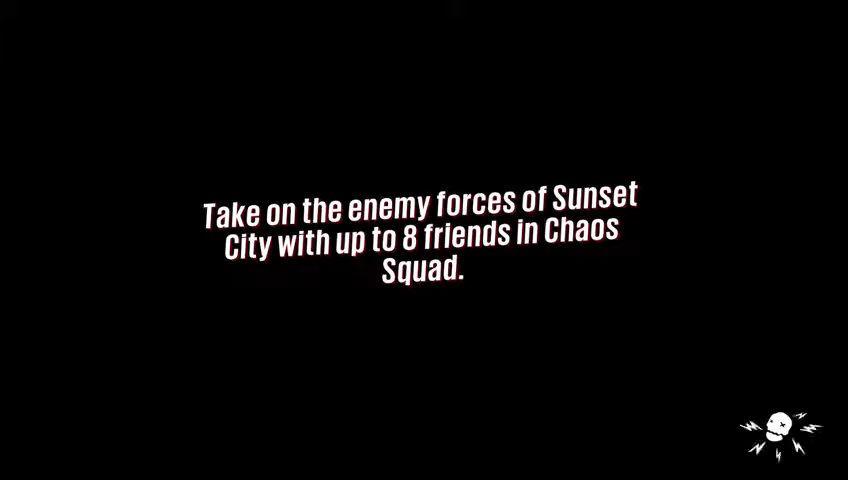 Take on the enemy forces of Sunset
City with up to 8 friends in Chaos
Squad.